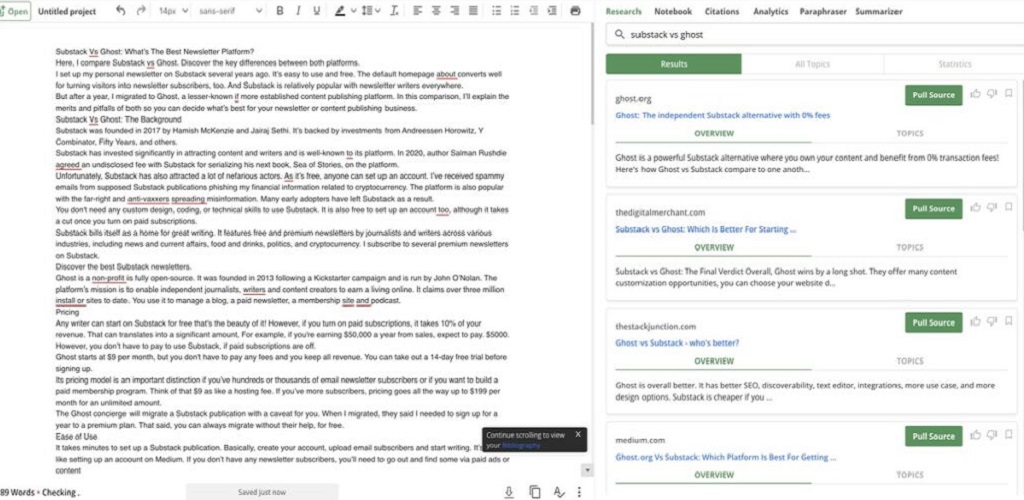 Open Untitled project 14px sans-serif B I U
Substack Vs Ghost: What's The Best Newsletter Platform?
Here, I compare Substack vs Ghost. Discover the key differences between both platforms.
I set up my personal newsletter on Substack several years ago. It's easy to use and free. The default homepage about converts well
for turning visitors into newsletter subscribers, too. And Substack is relatively popular with newsletter writers everywhere.
But after a year, I migrated to Ghost, a lesser-known if more established content publishing platform. In this comparison, I'll explain the
merits and pitfalls of both so you can decide what's best for your newsletter or content publishing business.
Substack Vs Ghost: The Background
Substack was founded in 2017 by Hamish McKenzie and Jairaj Sethi. It's backed by investments from Andreessen Horowitz, Y
Combinator, Fifty Years, and others.
Substack has invested significantly in attracting content and writers and is well-known to its platform. In 2020, author Salman Rushdie
agreed an undisclosed fee with Substack for serializing his next book, Sea of Stories, on the platform.
Unfortunately, Substack has also attracted a lot of nefarious actors. As it's free, anyone can set up an account. I've received spammy
emails from supposed Substack publications phishing my financial information related to cryptocurrency. The platform is also popular
with the far-right and anti-vaxxers spreading misinformation. Many early adopters have left Substack as a result.
You don't need any custom design, coding, or technical skills to use Substack. It is also free to set up an account too, although it takes
a cut once you turn on paid subscriptions.
Substack bills itself as a home for great writing. It features free and premium newsletters by journalists and writers across various
industries, including news and current affairs, food and drinks, politics, and cryptocurrency. I subscribe to several premium newsletters
on Substack.
Discover the best Substack newsletters.
Ghost is a non-profit is fully open-source. It was founded in 2013 following a Kickstarter campaign and is run by John O'Nolan. The
platform's mission is to enable independent journalists, writers and content creators to earn a living online. It claims over three million
install or sites to date. You use it to manage a blog, a paid newsletter, a membership site and podcast.
Pricing
Any writer can start on Substack for free that's the beauty of it! However, if you turn on paid subscriptions, it takes 10% of your
revenue. That can translates into a significant amount. For example, if you're earning $50,000 a year from sales, expect to pay. $5000.
However, you don't have to pay to use Substack, if paid subscriptions are off.
Ghost starts at $9 per month, but you don't have to pay any fees and you keep all revenue. You can take out a 14-day free trial before
signing up.
Its pricing model is an important distinction if you've hundreds or thousands of email newsletter subscribers or if you want to build a
paid membership program. Think of that $9 as like a hosting fee. If you've more subscribers, pricing goes all the way up to $199 per
month for an unlimited amount.
The Ghost concierge will migrate a Substack publication with a caveat for you. When I migrated, they said I needed to sign up for a
year to a premium plan. That said, you can always migrate without their help, for free.
Ease of Use
It takes minutes to set up a Substack publication. Basically, create your account, upload email subscribers and start writing. It's
like setting up an account on Medium. If you don't have any newsletter subscribers, you'll need to go out and find some via paid ads or
content
Continue scrolling to view X
your Bibliography
89 Words • Checking . Saved just now
Research Notebook Citations Analytics Paraphraser Summarizer
substack vs ghost
Results All Topics Statistics
ghost.org Pull Source
Ghost: The independent Substack alternative with 0% fees
OVERVIEW TOPICS
Ghost is a powerful Substack alternative where you own your content and benefit from 0% transaction fees!
Here's how Ghost vs Substack compare to one anoth...
thedigitalmerchant.com Pull Source
Substack vs Ghost: Which Is Better For Starting ...
OVERVIEW TOPICS
Substack vs Ghost: The Final Verdict Overall, Ghost wins by a long shot. They offer many content
customization opportunities, you can choose your website d...
thestackjunction.com Pull Source
Ghost vs Substack - who's better?
OVERVIEW TOPICS
Ghost is overall better. It has better SEO, discoverability, text editor, integrations, more use case, and more
design options. Substack is cheaper if you ...
medium.com Pull Source
Ghost.org Vs Substack: Which Platform Is Best For Getting ...
OVERVIEW TOPICS